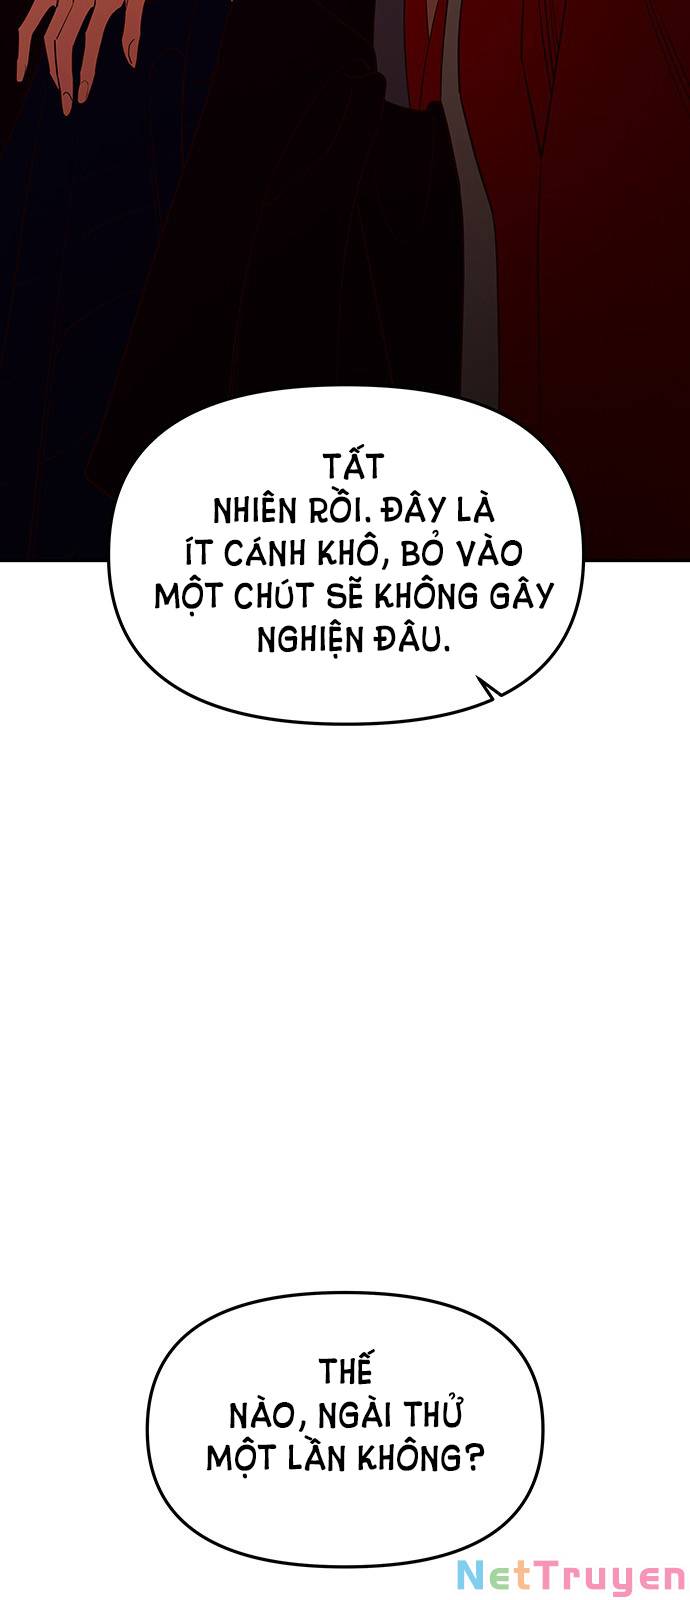 TẤT
NHIÊN RỒI. ĐÂY LÀ
ÍT CÁNH KHÔ, BỎ VÀO
MỘT CHÚT SẼ KHÔNG GÂY
NGHIỆN ĐÂU.
THẾ
NÀO, NGÀI THỬ
MỘT LẦN KHÔNG?
NetTruyen